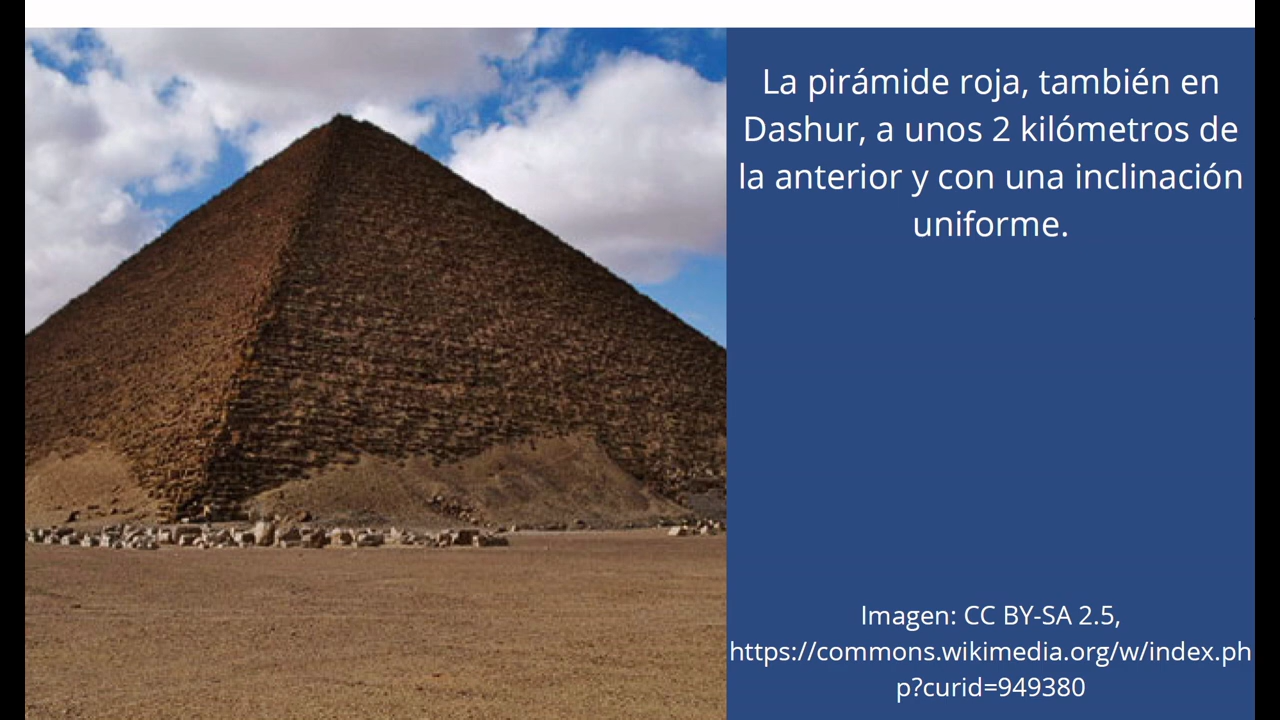 La pirámide roja, también en
Dashur, a unos 2 kilómetros de
la anterior y con una inclinación
uniforme.
Imagen: CC BY-SA 2.5,
https://commons.wikimedia.org/w/index.ph
p?curid=949380